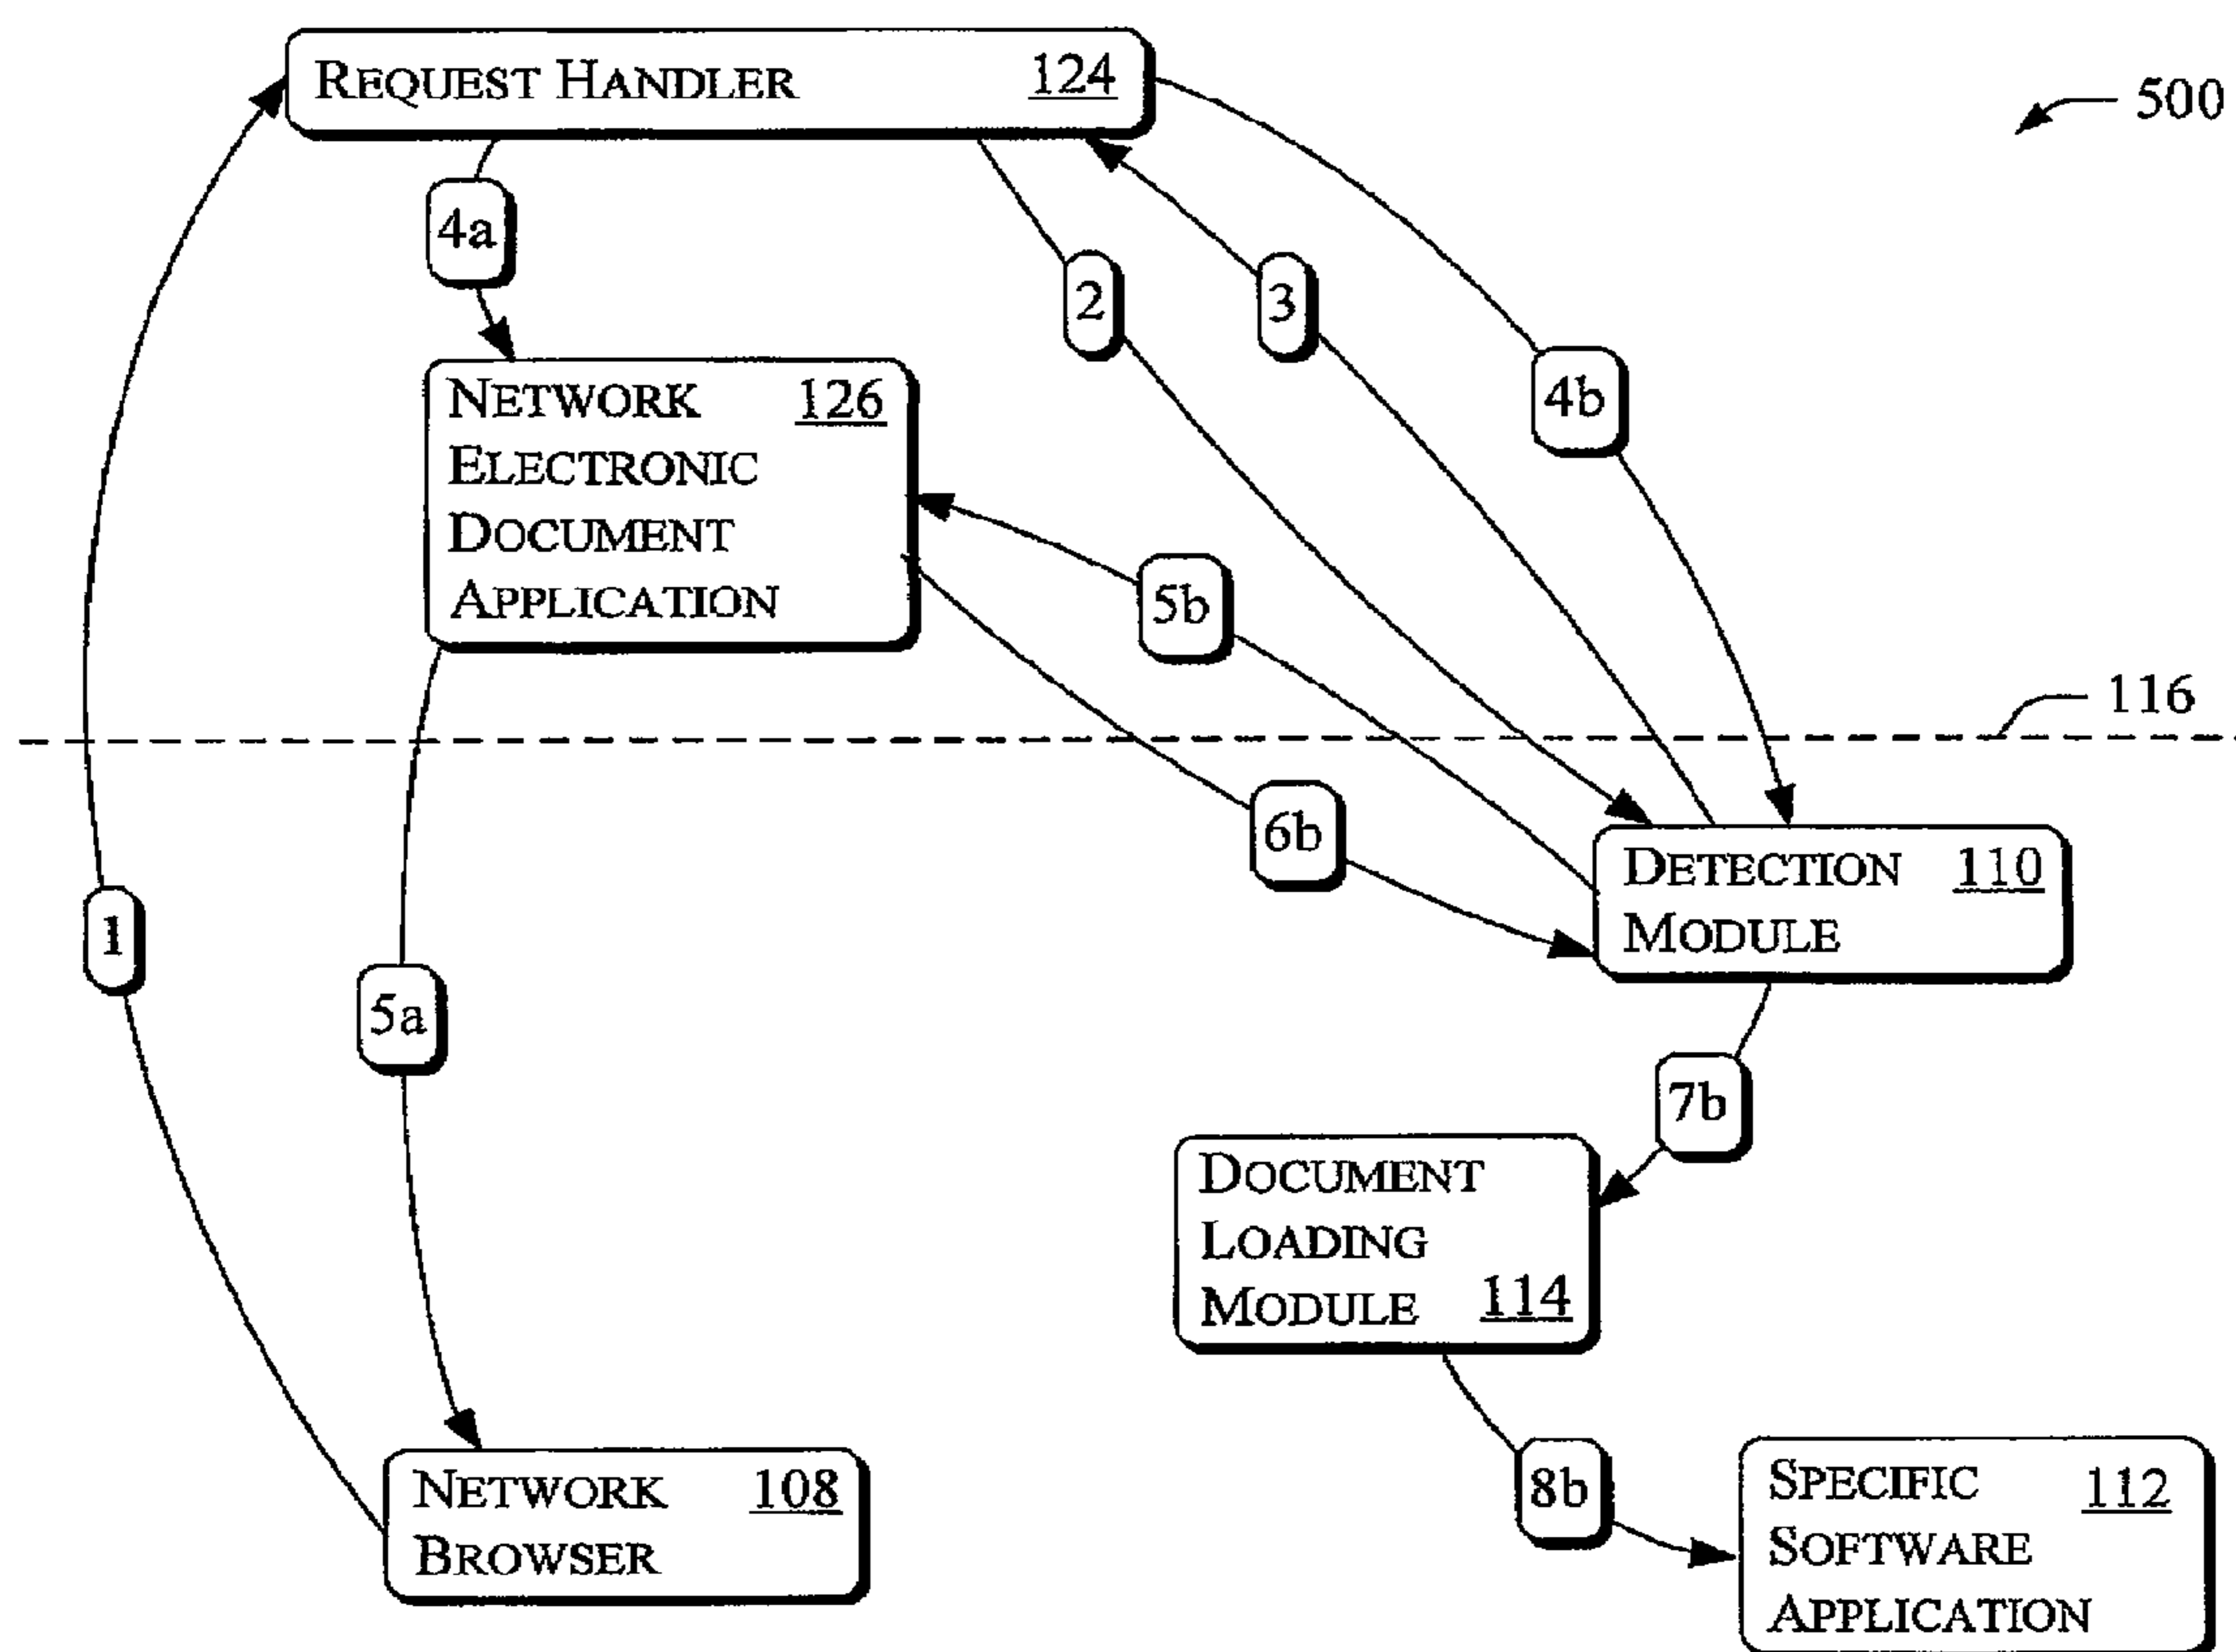 REQUEST HANDLER 124
500
4a
2
3
4b
NETWORK 126
ELECTRONIC
DOCUMENT
APPLICATION
5b
116
6b
DETECTION 110
MODULE
1
5a
7b
DOCUMENT
LOADING
MODULE 114
8b
NETWORK 108
BROWSER
SPECIFIC 112
SOFTWARE
APPLICATION